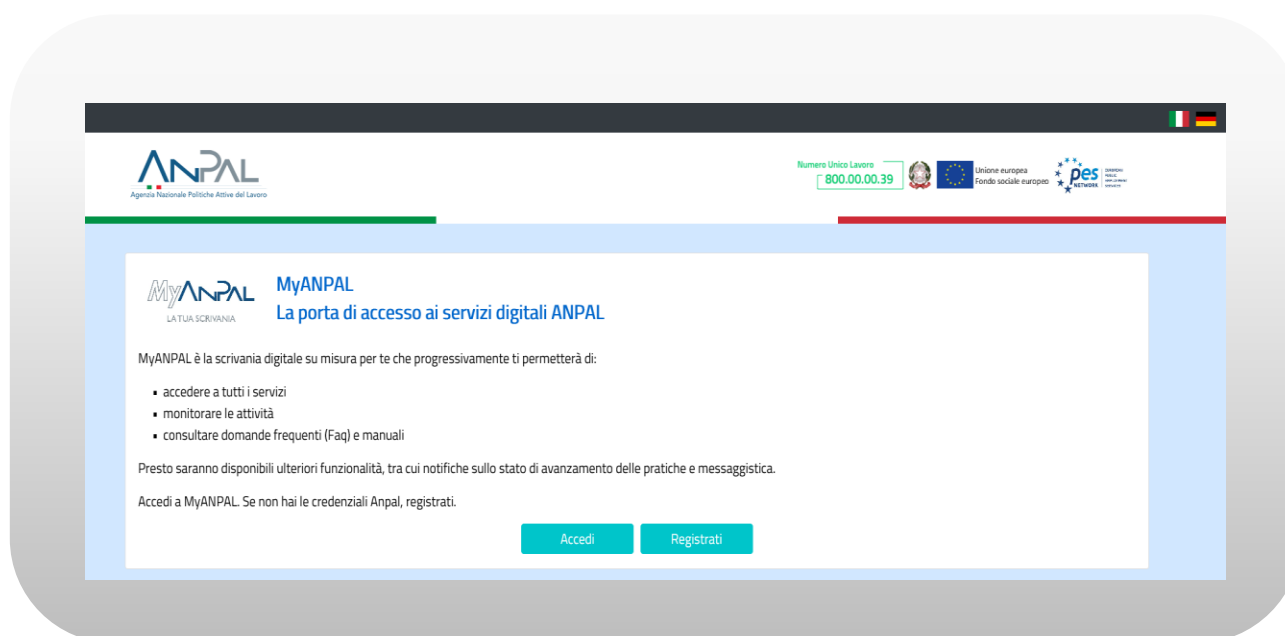 ANPAL
Agenzia Nazionale Politiche Attive del Lavoro
Numero Unico Lavoro
800.00.00.39
Unione europea
Fondo sociale europeo
pes
NETWORK
EUROPEAN
PUBLIC
EMPLOYMENT
SERVICES
MyANPAL
LA TUA SCRIVANIA
MyANPAL
La porta di accesso ai servizi digitali ANPAL
MyANPAL è la scrivania digitale su misura per te che progressivamente ti permetterà di:
▪ accedere a tutti i servizi
▪ monitorare le attività
▪ consultare domande frequenti (Faq) e manuali
Presto saranno disponibili ulteriori funzionalità, tra cui notifiche sullo stato di avanzamento delle pratiche e messaggistica.
Accedi a MyANPAL. Se non hai le credenziali Anpal, registrati.
Accedi
Registrati